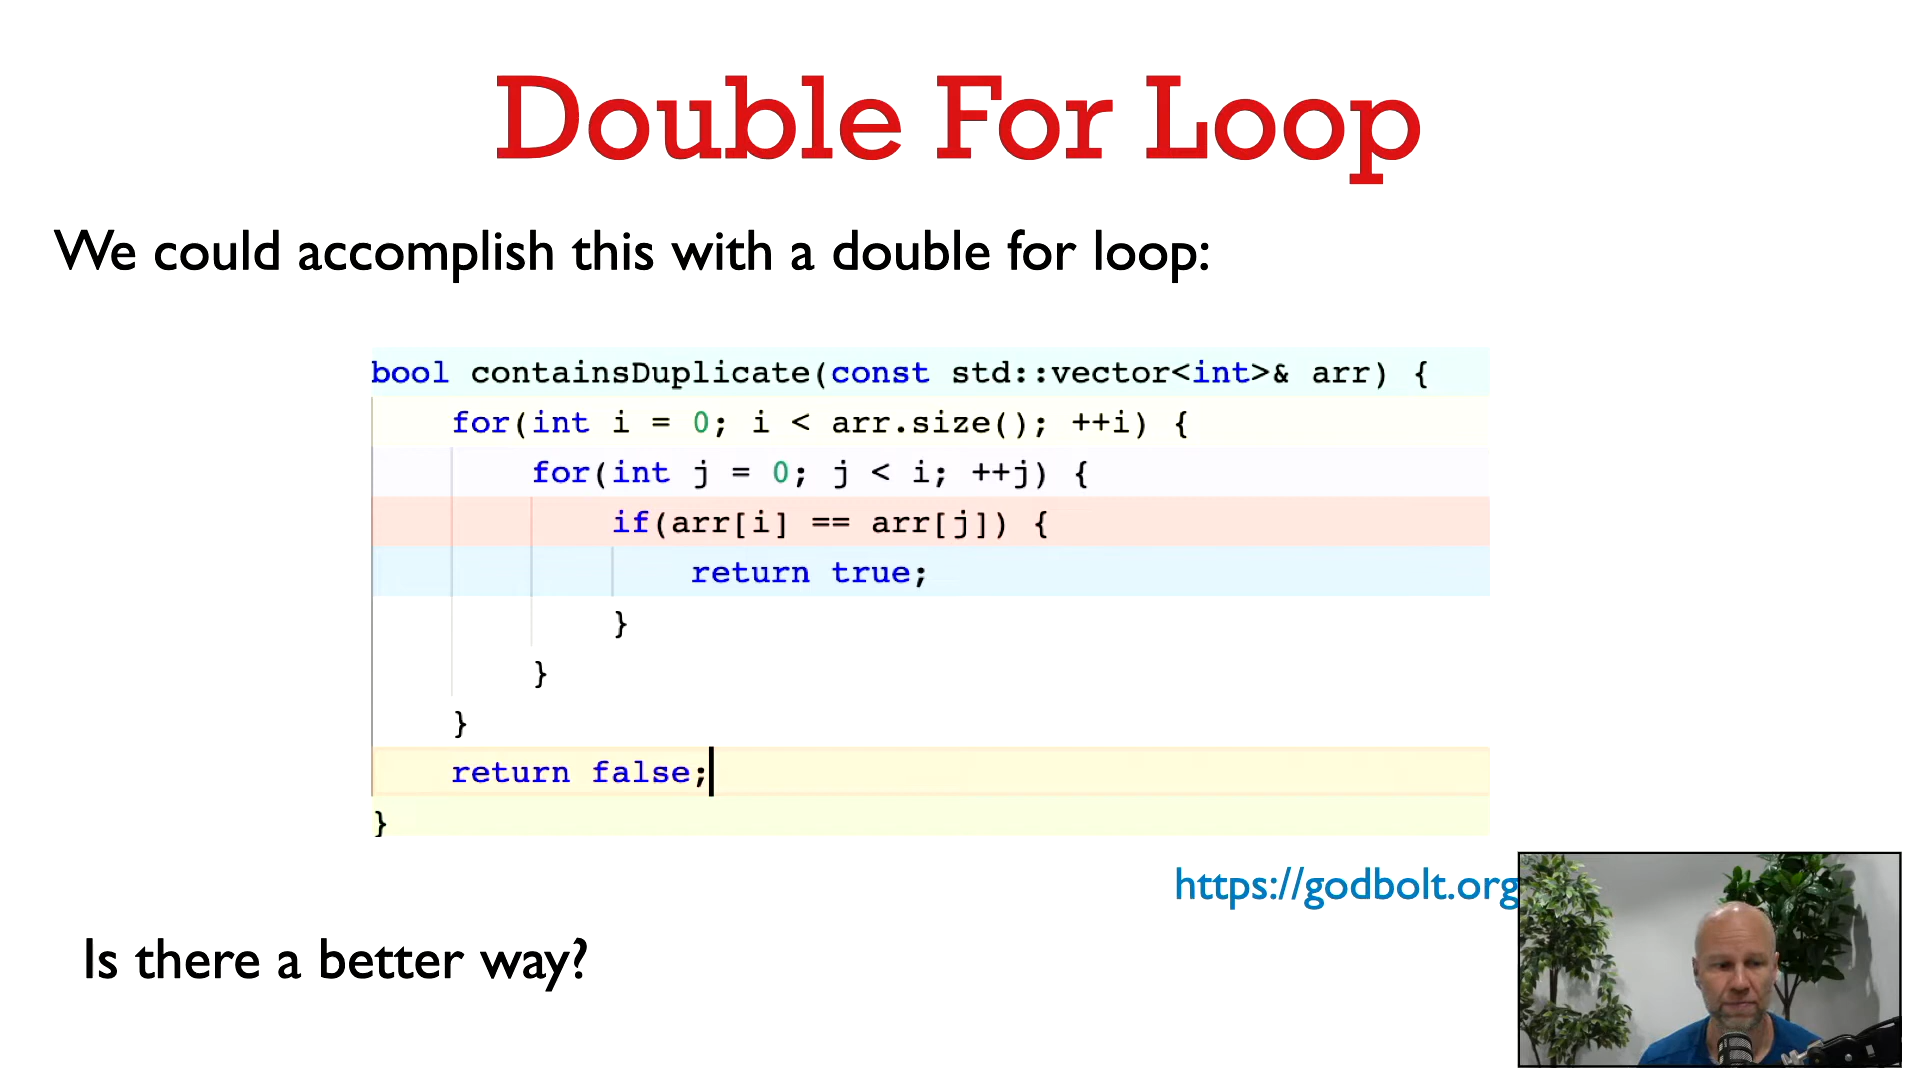 Double For Loop
We could accomplish this with a double for loop:
bool containsDuplicate(const std::vector<int>& arr) {
    for(int i = 0; i < arr.size(); ++i) {
        for(int j = 0; j < i; ++j) {
            if(arr[i] == arr[j]) {
                return true;
            }
        }
    }
    return false;
}
https://godbolt.org
Is there a better way?